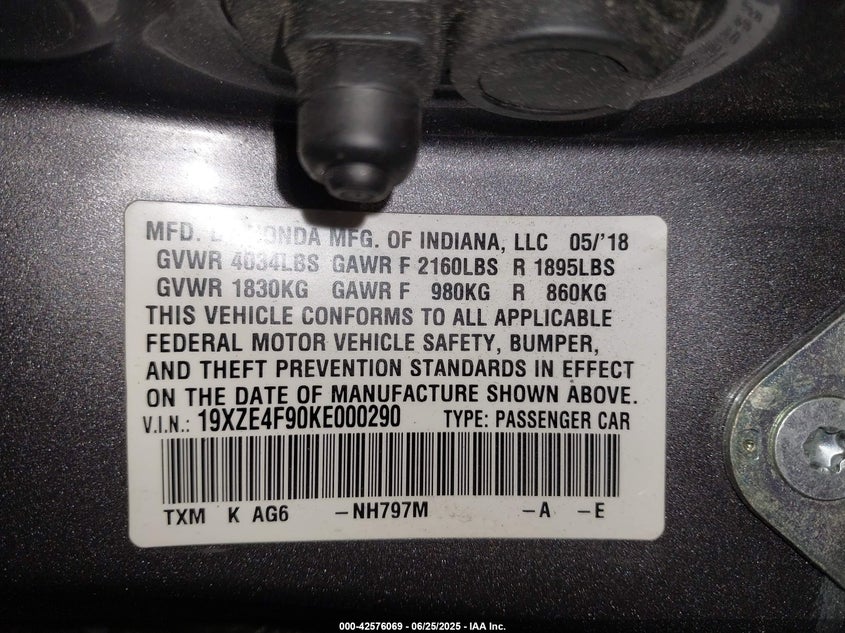 MFD. HONDA MFG. OF INDIANA, LLC 05/'18
GVWR 4034LBS GAWR F 2160LBS R 1895LBS
GVWR 1830KG GAWR F 980KG R 860KG
THIS VEHICLE CONFORMS TO ALL APPLICABLE
FEDERAL MOTOR VEHICLE SAFETY, BUMPER,
AND THEFT PREVENTION STANDARDS IN EFFECT
ON THE DATE OF MANUFACTURE SHOWN ABOVE.
V.I.N.: 19XZE4F90KE000290 TYPE: PASSENGER CAR
TXM K AG6 –NH797M –A –E
000-42576069 — 06/25/2025 — IAA Inc.